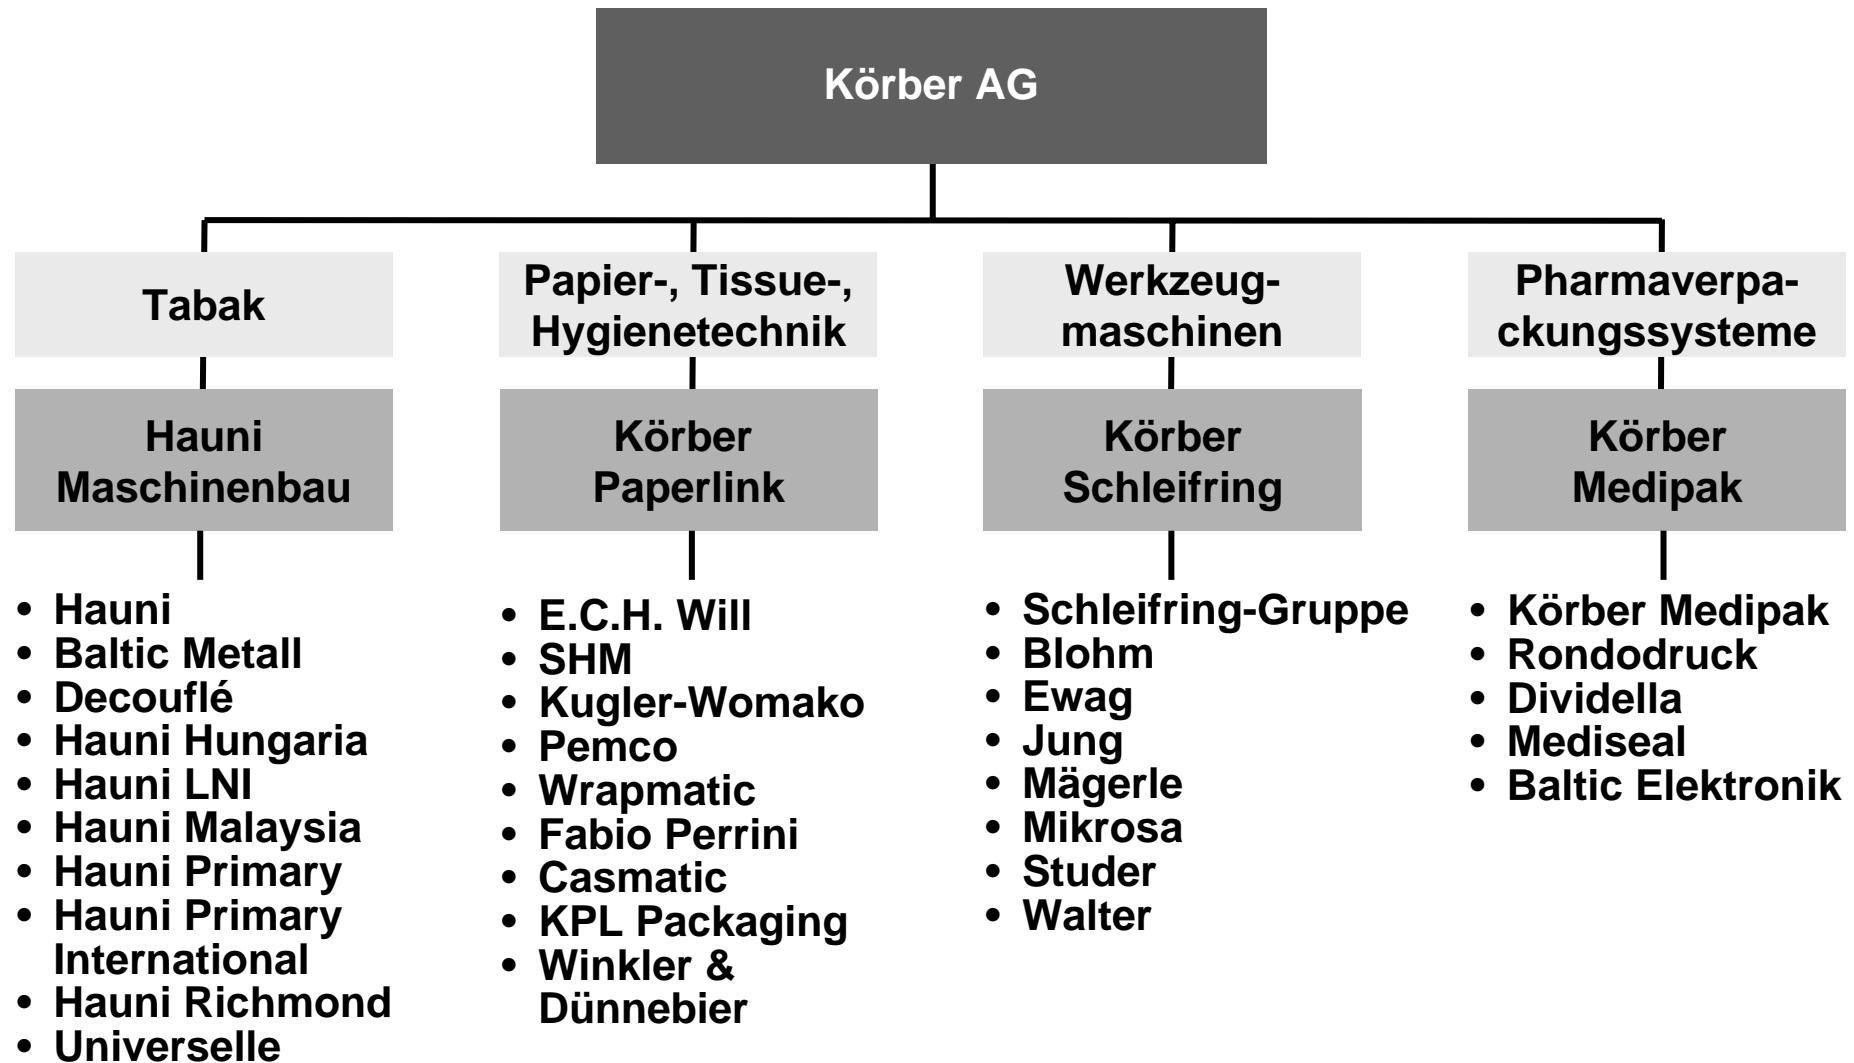 Körber AG
Tabak
Papier-, Tissue-,
Hygienetechnik
Werkzeug-
maschinen
Pharmaverpa-
ckungssysteme
Hauni
Maschinenbau
Körber
Paperlink
Körber
Schleifring
Körber
Medipak
• Hauni
• Baltic Metall
• Decouflé
• Hauni Hungaria
• Hauni LNI
• Hauni Malaysia
• Hauni Primary
• Hauni Primary
International
• Hauni Richmond
• Universelle
• E.C.H. Will
• SHM
• Kugler-Womako
• Pemco
• Wrapmatic
• Fabio Perrini
• Casmatic
• KPL Packaging
• Winkler &
Dünnebier
• Schleifring-Gruppe
• Blohm
• Ewag
• Jung
• Mägerle
• Mikrosa
• Studer
• Walter
• Körber Medipak
• Rondodruck
• Dividella
• Mediseal
• Baltic Elektronik